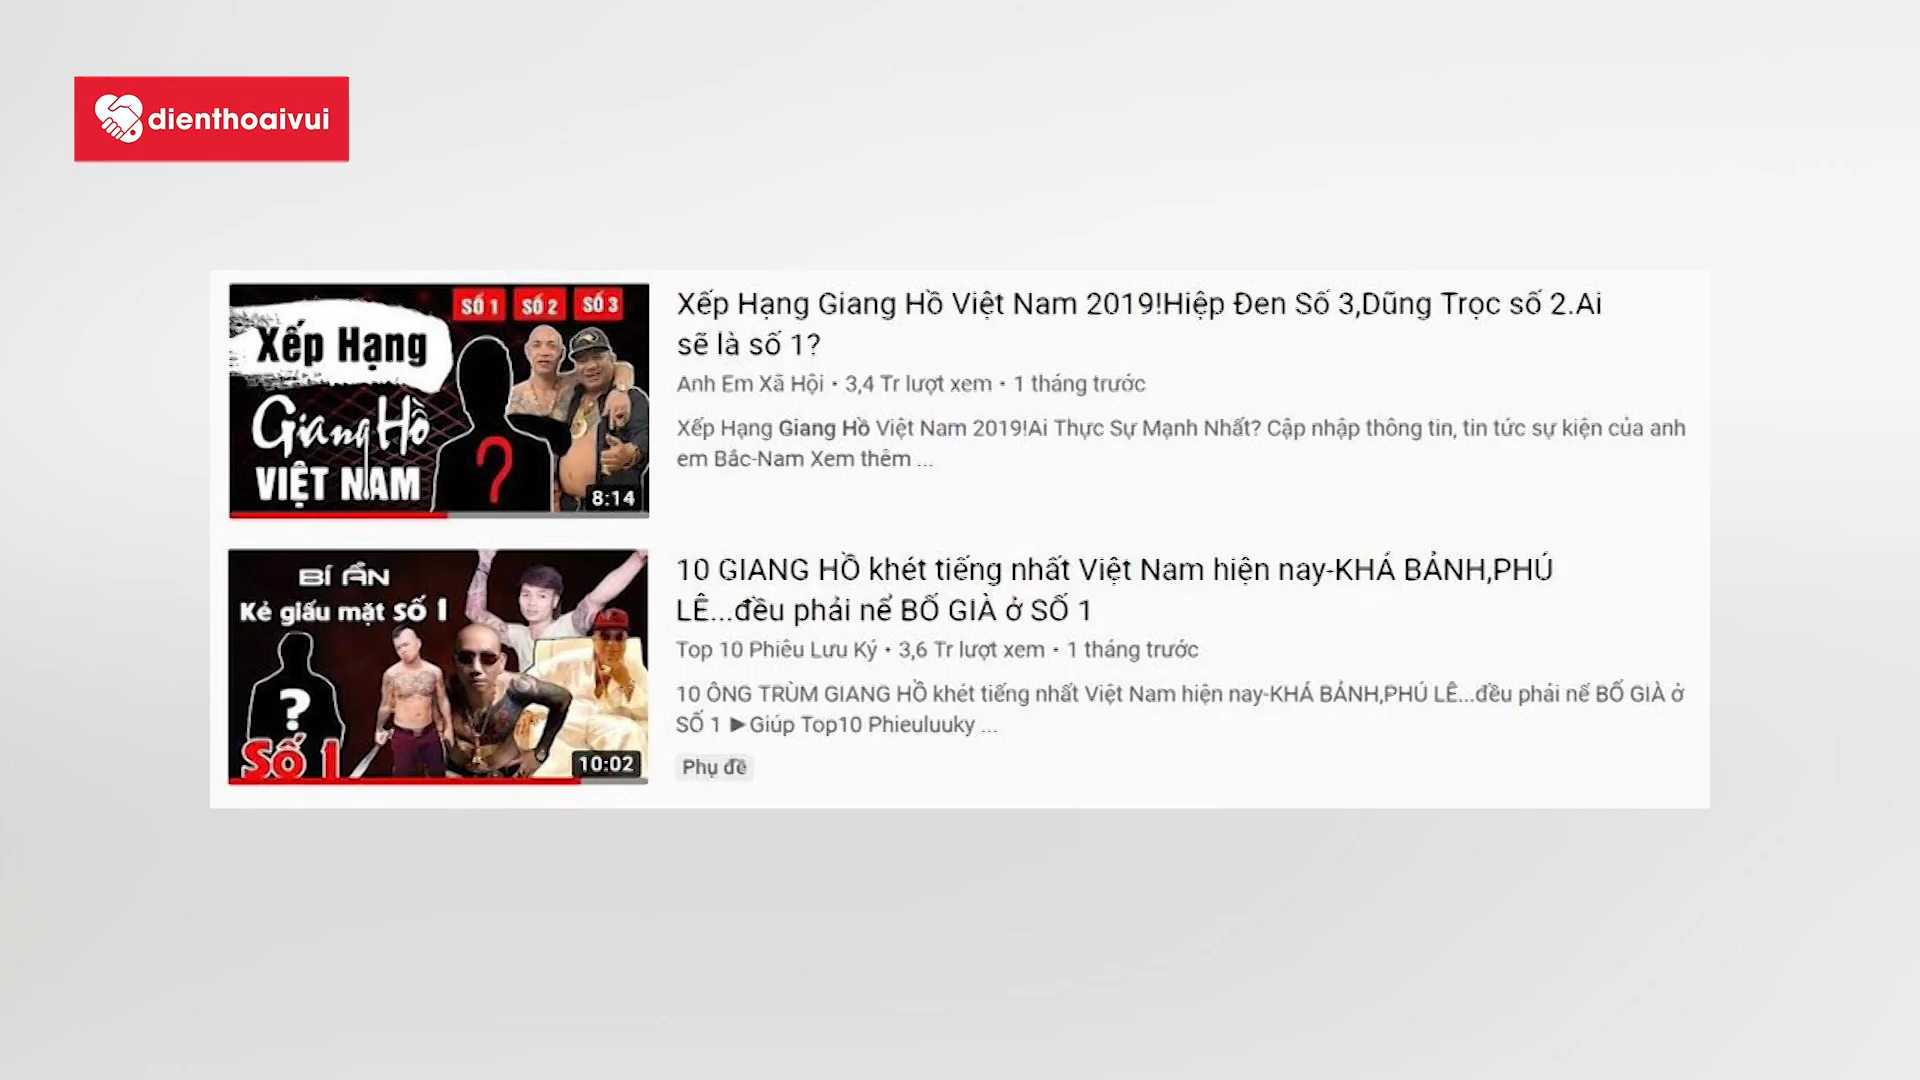 dienthoaivui
SỐ 1 SỐ 2 SỐ 3
Xếp Hạng
Giang Hồ
VIỆT NAM
?
8:14
Xếp Hạng Giang Hồ Việt Nam 2019!Hiệp Đen Số 3,Dũng Trọc số 2.Ai
sẽ là số 1?
Anh Em Xã Hội • 3,4 Tr lượt xem • 1 tháng trước
Xếp Hạng Giang Hồ Việt Nam 2019!Ai Thực Sự Mạnh Nhất? Cập nhập thông tin, tin tức sự kiện của anh
em Bắc-Nam Xem thêm ...
BÍ ẨN
Kẻ giấu mặt SỐ 1
?
Số 1
10:02
10 GIANG HỒ khét tiếng nhất Việt Nam hiện nay-KHÁ BẢNH,PHÚ
LÊ...đều phải nể BỐ GIÀ ở SỐ 1
Top 10 Phiêu Lưu Ký • 3,6 Tr lượt xem • 1 tháng trước
10 ÔNG TRÙM GIANG HỒ khét tiếng nhất Việt Nam hiện nay-KHÁ BẢNH,PHÚ LÊ...đều phải nể BỐ GIÀ ở
SỐ 1 ►Giúp Top10 Phieuluuky ...
Phụ đề